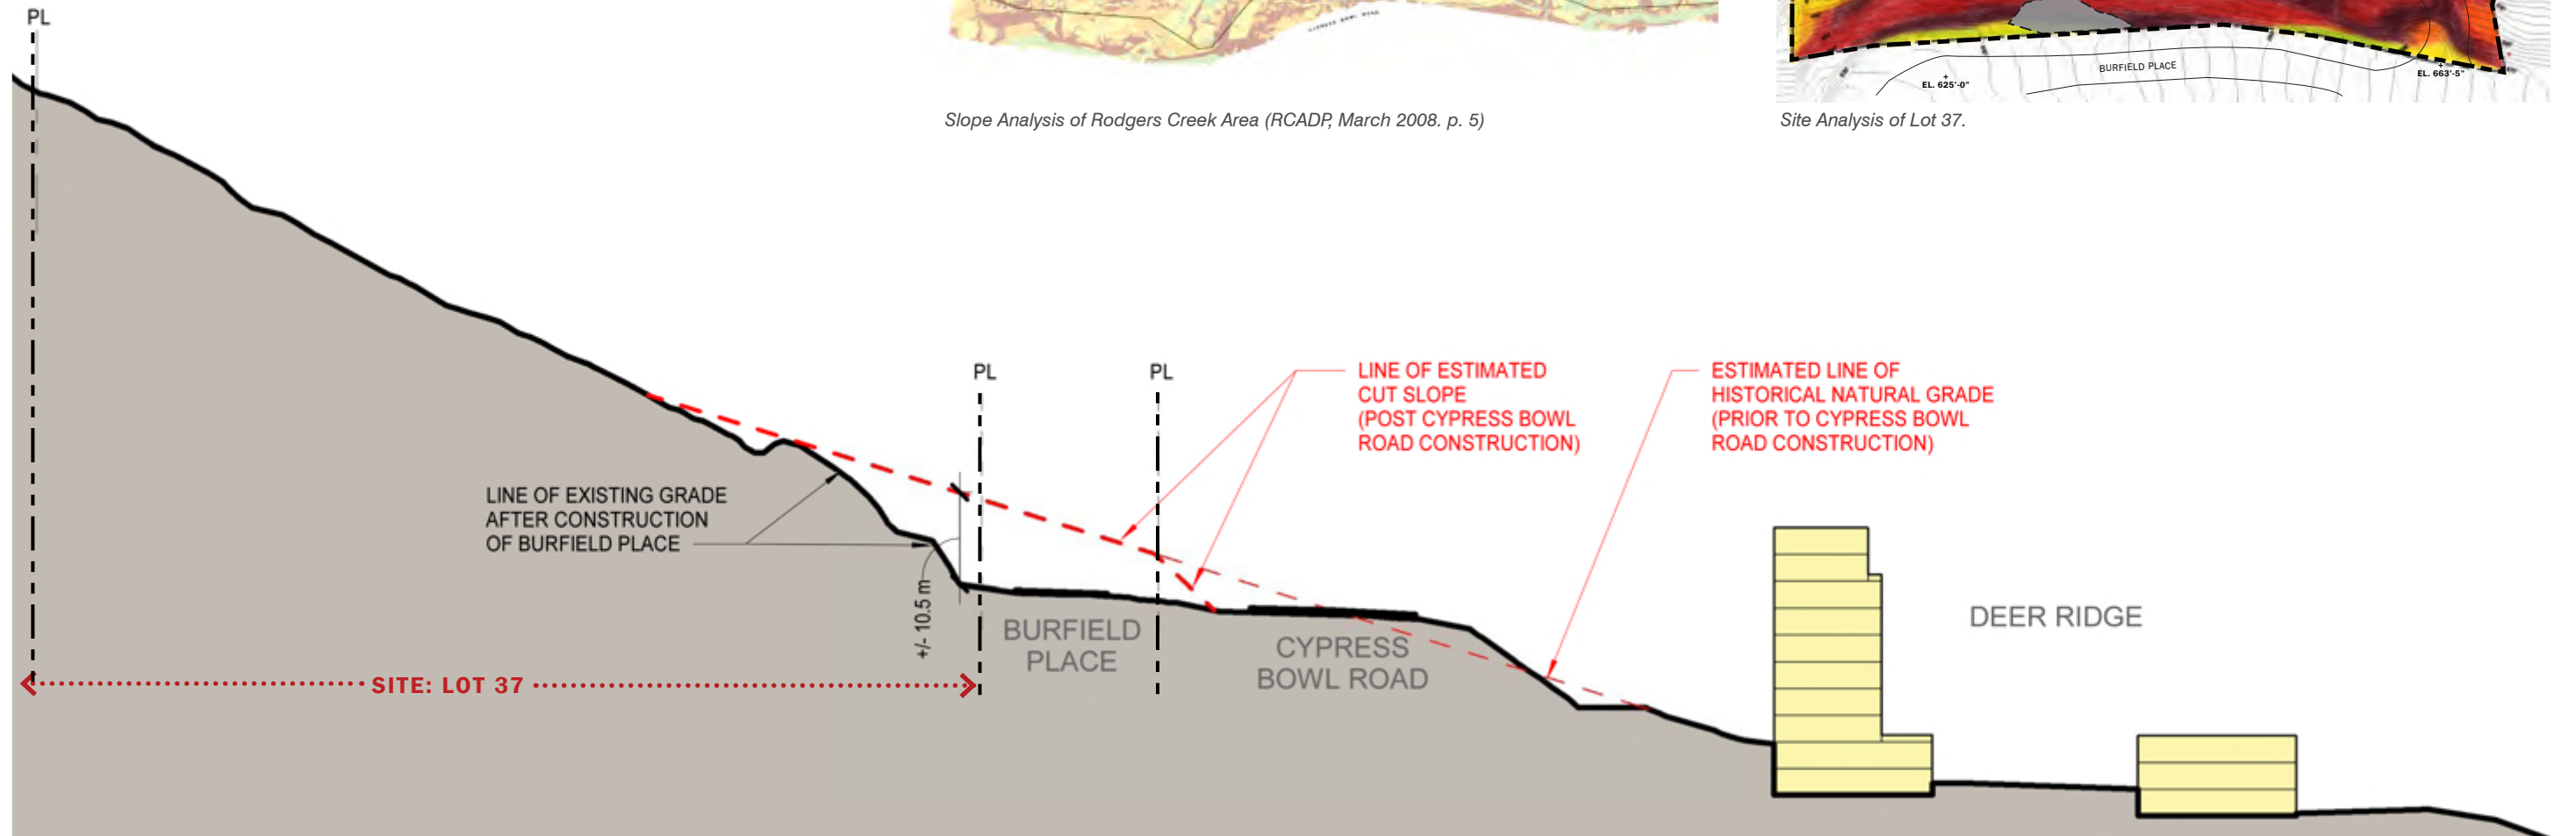 PL
CYPRESS BOWL ROAD
BURFIELD PLACE
EL. 625'-0"
EL. 663'-5"
Slope Analysis of Rodgers Creek Area (RCADP, March 2008. p. 5)
Site Analysis of Lot 37.
PL
PL
LINE OF ESTIMATED
CUT SLOPE
(POST CYPRESS BOWL
ROAD CONSTRUCTION)
ESTIMATED LINE OF
HISTORICAL NATURAL GRADE
(PRIOR TO CYPRESS BOWL
ROAD CONSTRUCTION)
LINE OF EXISTING GRADE
AFTER CONSTRUCTION
OF BURFIELD PLACE
+/- 10.5 m
BURFIELD
PLACE
CYPRESS
BOWL ROAD
DEER RIDGE
SITE: LOT 37